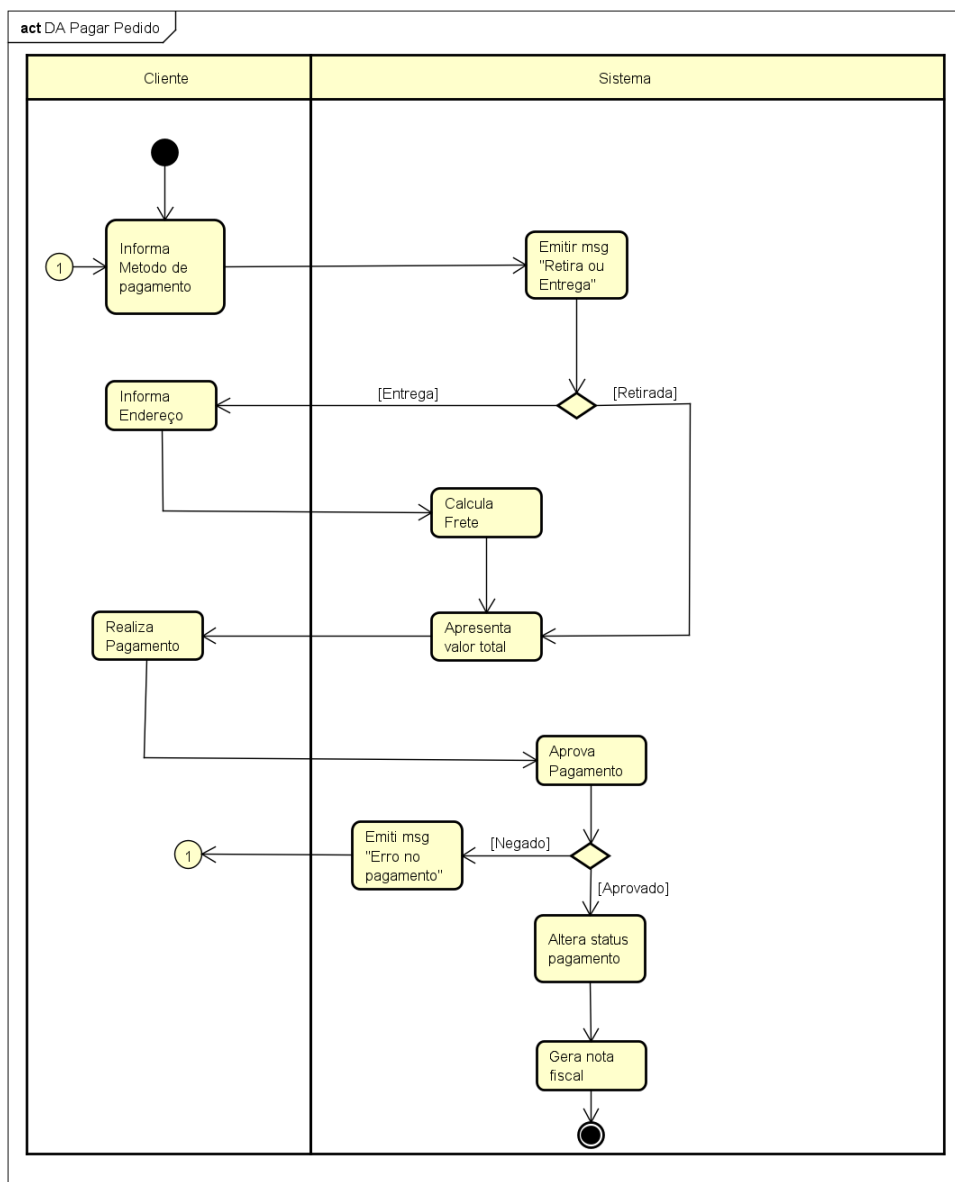 act DA Pagar Pedido
Cliente
Sistema
Informa
Metodo de
pagamento
1
Emitir msg
"Retira ou
Entrega"
[Entrega]
[Retirada]
Informa
Endereço
Calcula
Frete
Realiza
Pagamento
Apresenta
valor total
Aprova
Pagamento
1
Emiti msg
"Erro no
pagamento"
[Negado]
[Aprovado]
Altera status
pagamento
Gera nota
fiscal